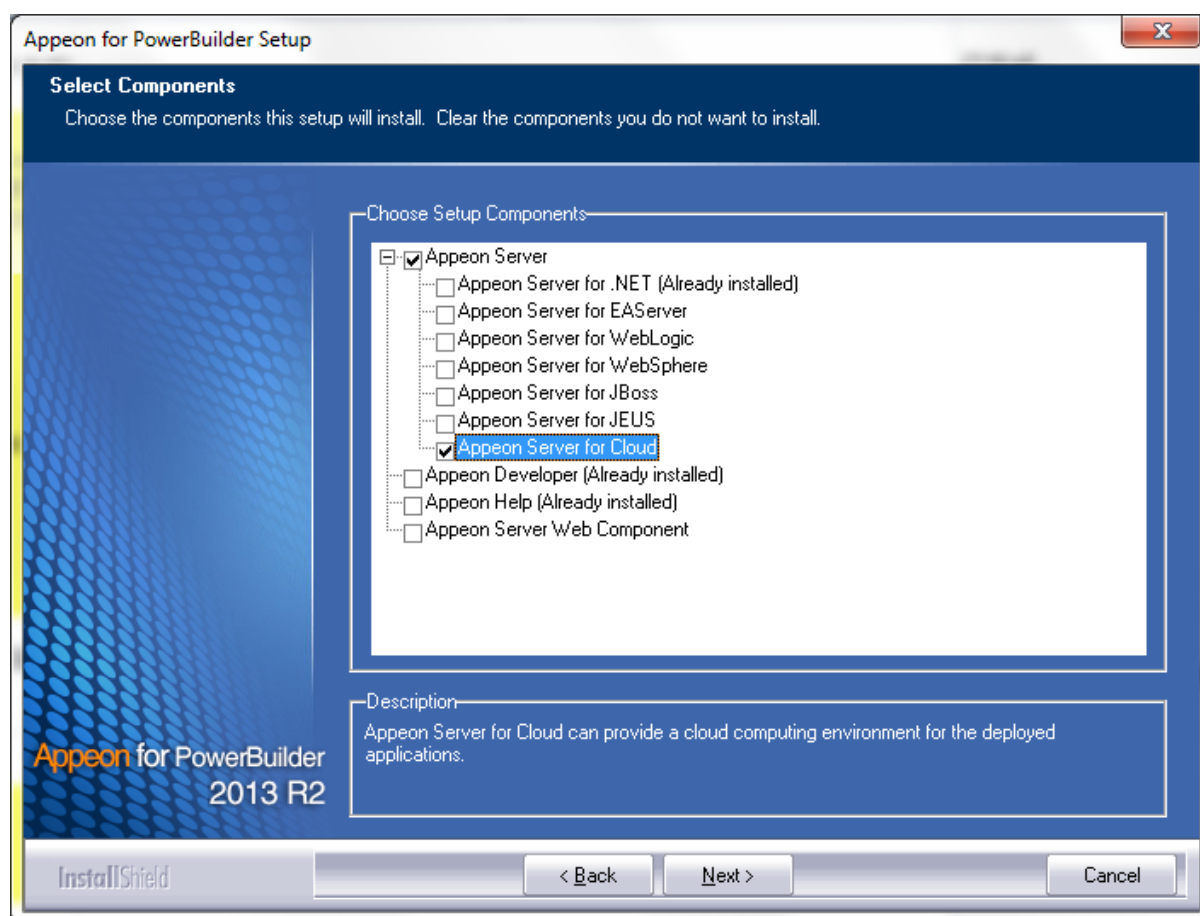 Appeon for PowerBuilder Setup
Select Components
Choose the components this setup will install. Clear the components you do not want to install.
Choose Setup Components
Appeon Server
Appeon Server for .NET (Already installed)
Appeon Server for EAServer
Appeon Server for WebLogic
Appeon Server for WebSphere
Appeon Server for JBoss
Appeon Server for JEUS
Appeon Server for Cloud
Appeon Developer (Already installed)
Appeon Help (Already installed)
Appeon Server Web Component
Description
Appeon Server for Cloud can provide a cloud computing environment for the deployed
applications.
Appeon for PowerBuilder
2013 R2
InstallShield
< Back
Next >
Cancel